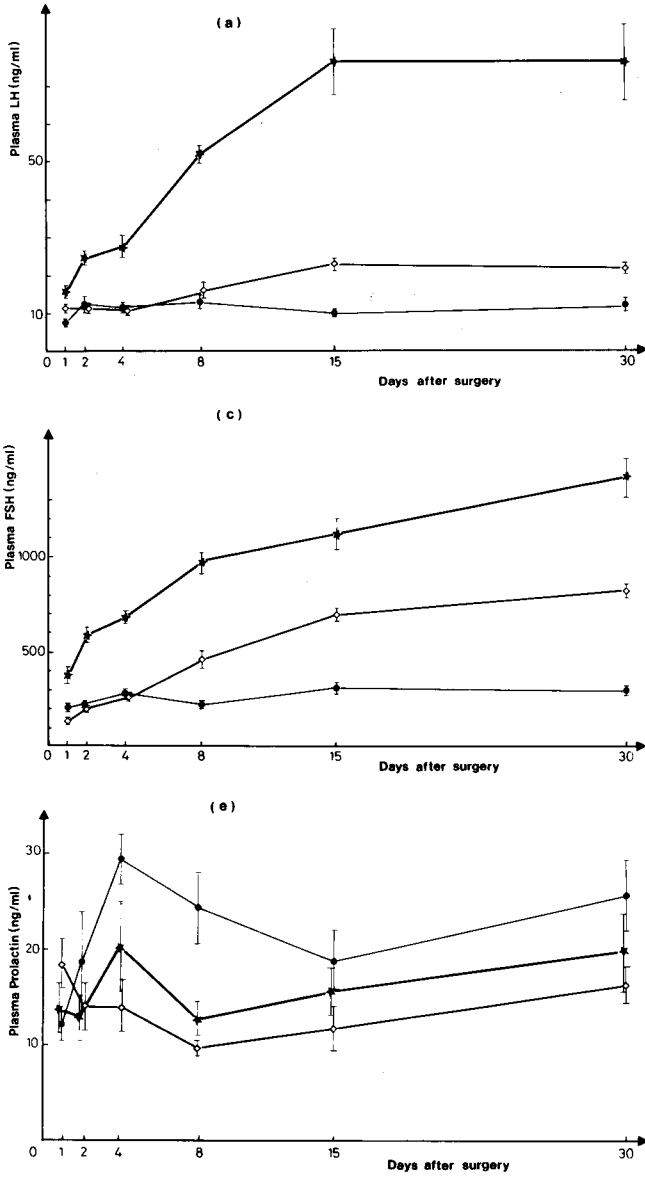 (a)
Plasma LH (ng/ml)
50
10
0 1 2 4 8 15 30
Days after surgery
(c)
Plasma FSH (ng/ml)
1000
500
0 1 2 4 8 15 30
Days after surgery
(e)
Plasma Prolactin (ng/ml)
30
20
10
0 1 2 4 8 15 30
Days after surgery